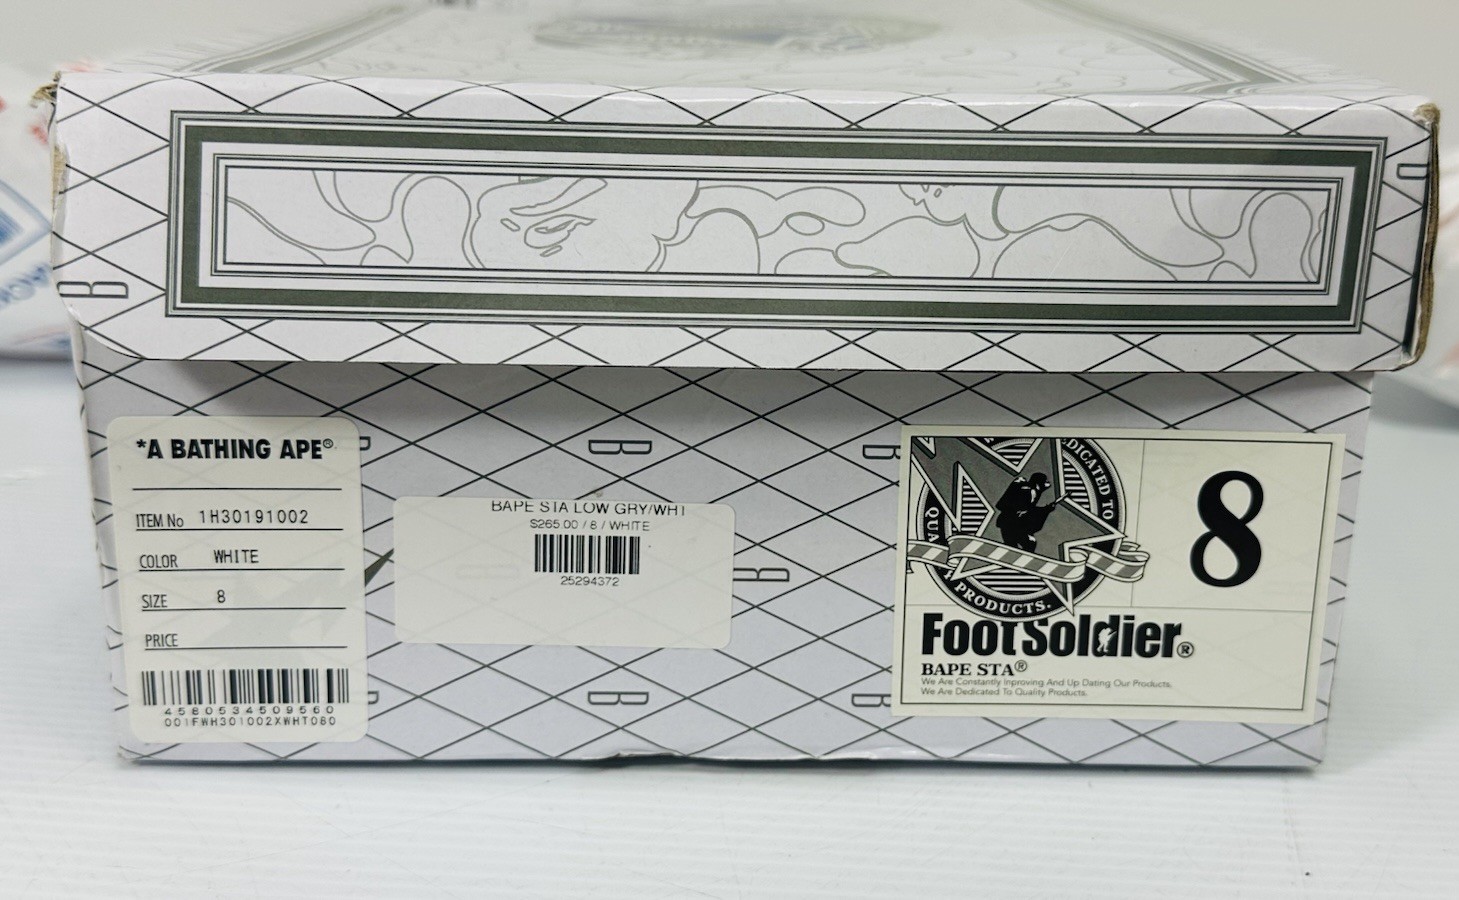 *A BATHING APE®
ITEM No 1H30191002
COLOR WHITE
SIZE 8
PRICE
4580534509560
001FWH301002XWHT080
BAPE STA LOW GRY/WHT
$265.00 / 8 / WHITE
25294372
DEDICATED TO
QUA
PRODUCTS.
8
FootSoldier®
BAPE STA®
We Are Constantly Inproving And Up Dating Our Products.
We Are Dedicated To Quality Products.
B
B
B
B
B
B